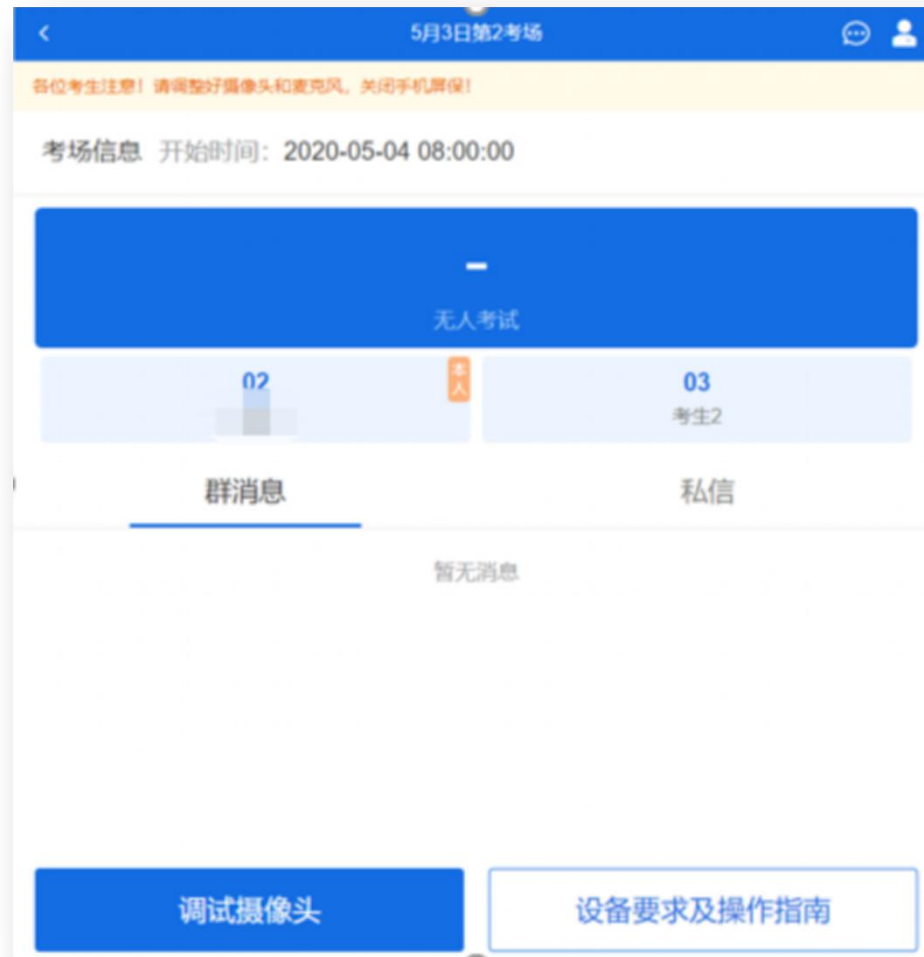 5月3日第2考场
各位考生注意！请调整好摄像头和麦克风，关闭手机屏保！
考场信息 开始时间：2020-05-04 08:00:00
–
无人考试
02 本人
03
考生2
群消息 私信
暂无消息
调试摄像头 设备要求及操作指南